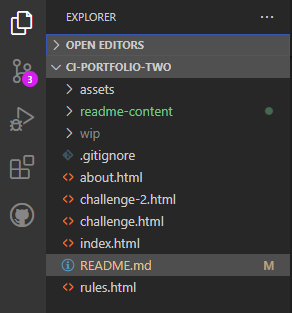 EXPLORER
OPEN EDITORS
CI-PORTFOLIO-TWO
3
assets
readme-content
wip
.gitignore
about.html
challenge-2.html
challenge.html
index.html
README.md M
rules.html